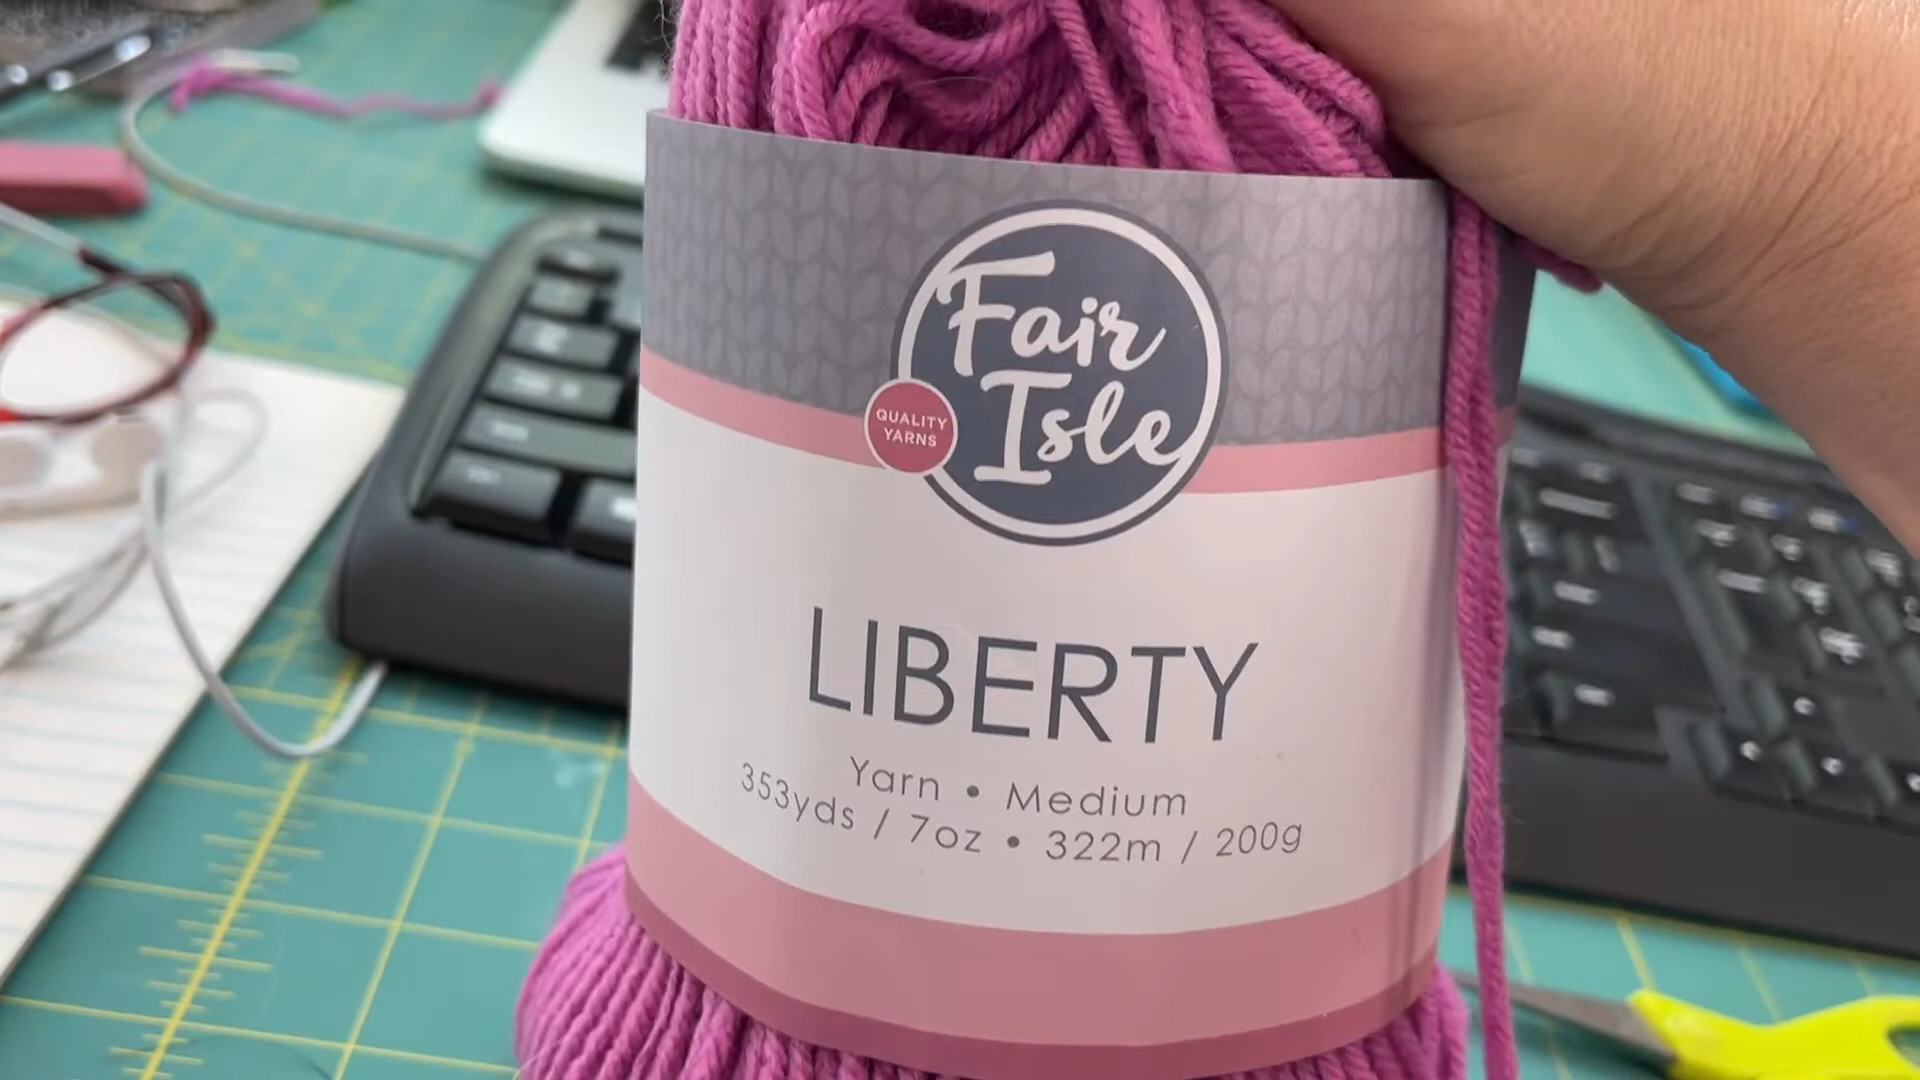 Fair
Isle
QUALITY
YARNS
LIBERTY
Yarn • Medium
353yds / 7oz • 322m / 200g